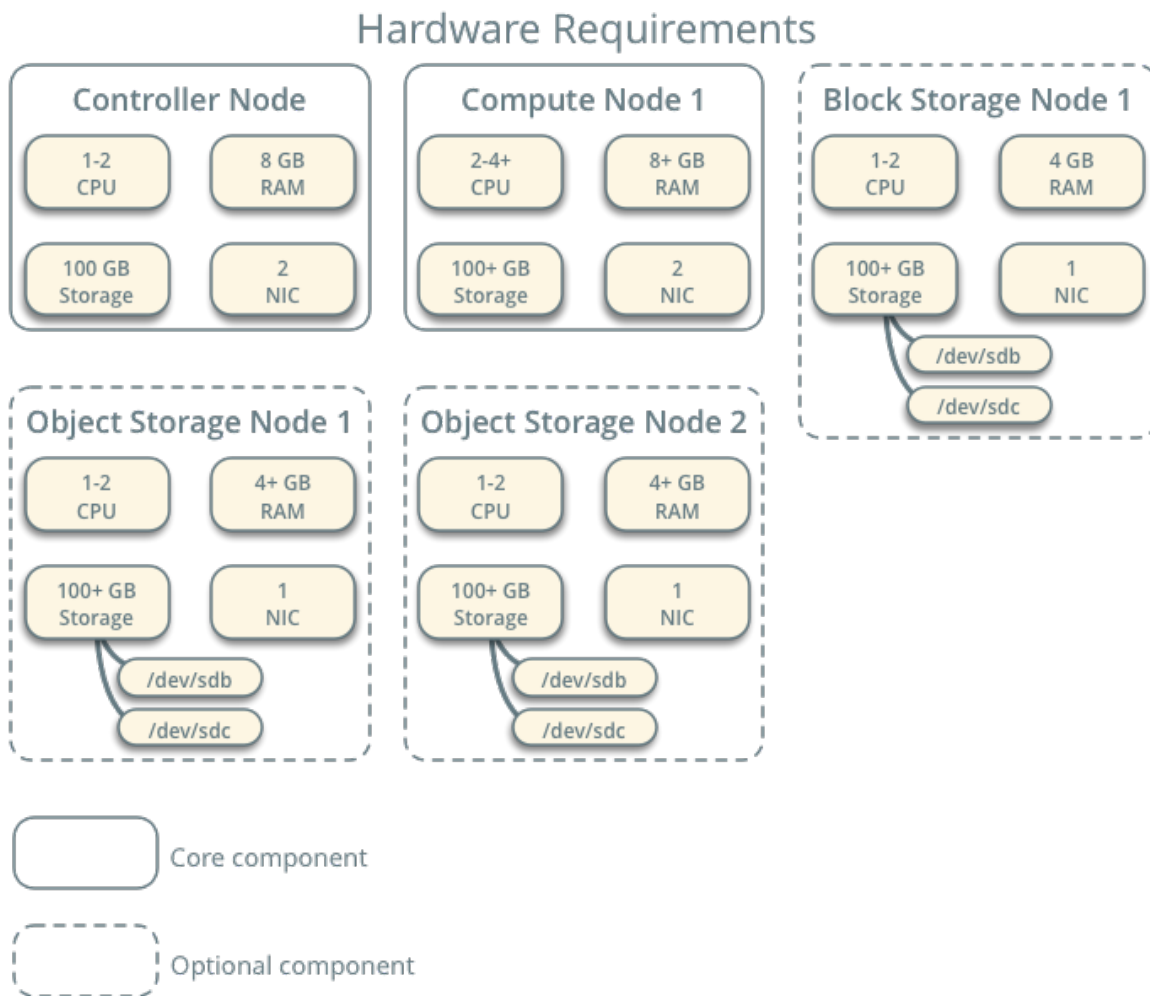 Hardware Requirements
Controller Node
1-2
CPU
8 GB
RAM
100 GB
Storage
2
NIC
Compute Node 1
2-4+
CPU
8+ GB
RAM
100+ GB
Storage
2
NIC
Block Storage Node 1
1-2
CPU
4 GB
RAM
100+ GB
Storage
1
NIC
/dev/sdb
/dev/sdc
Object Storage Node 1
1-2
CPU
4+ GB
RAM
100+ GB
Storage
1
NIC
/dev/sdb
/dev/sdc
Object Storage Node 2
1-2
CPU
4+ GB
RAM
100+ GB
Storage
1
NIC
/dev/sdb
/dev/sdc
Core component
Optional component